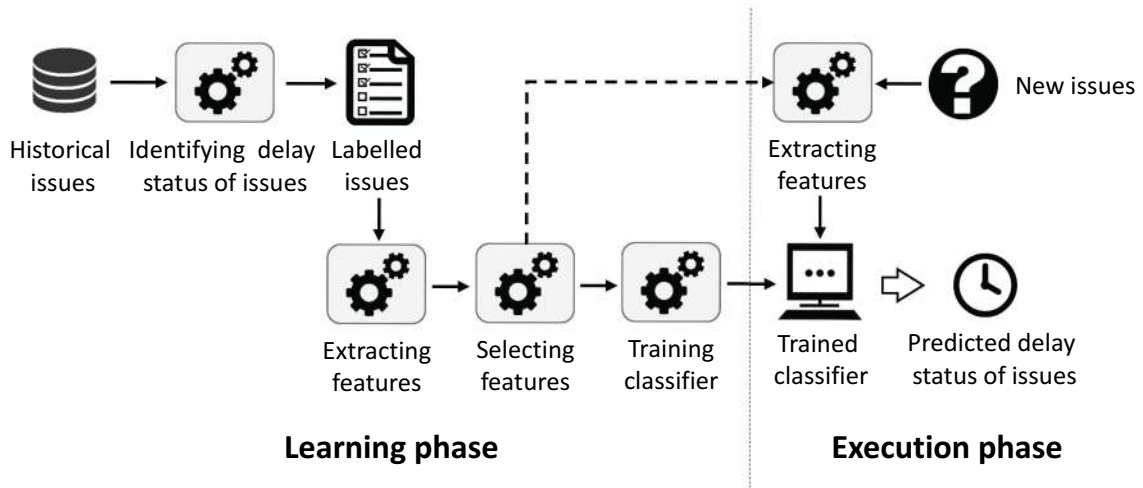 New issues
Historical
issues
Identifying delay
status of issues
Labelled
issues
Extracting
features
Extracting
features
Selecting
features
Training
classifier
Trained
classifier
Predicted delay
status of issues
Learning phase
Execution phase